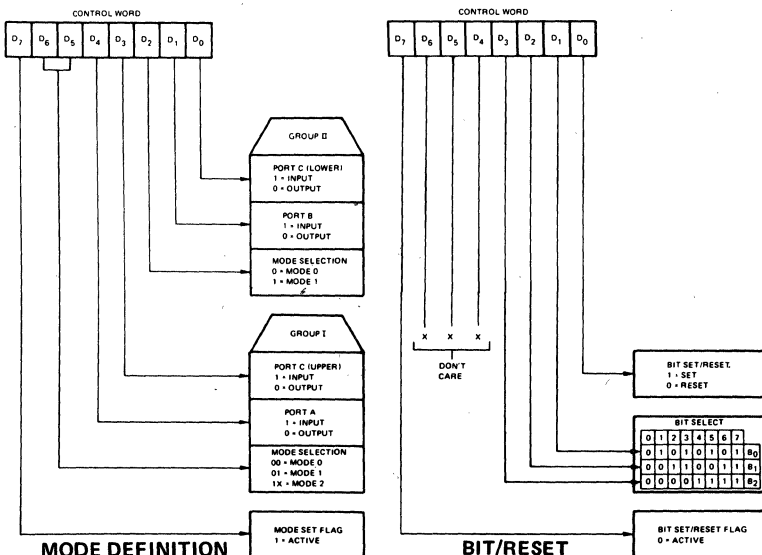 CONTROL WORD
D7 D6 D5 D4 D3 D2 D1 D0
GROUP II
PORT C (LOWER)
1 = INPUT
0 = OUTPUT
PORT B
1 = INPUT
0 = OUTPUT
MODE SELECTION
0 = MODE 0
1 = MODE 1
GROUP I
PORT C (UPPER)
1 = INPUT
0 = OUTPUT
PORT A
1 = INPUT
0 = OUTPUT
MODE SELECTION
00 = MODE 0
01 = MODE 1
1X = MODE 2
MODE SET FLAG
1 = ACTIVE
MODE DEFINITION
CONTROL WORD
D7 D6 D5 D4 D3 D2 D1 D0
X X X
DON'T
CARE
BIT SET/RESET
1 = SET
0 = RESET
BIT SELECT
0 1 2 3 4 5 6 7
0 1 0 1 0 1 0 1 B0
0 0 1 1 0 0 1 1 B1
0 0 0 0 1 1 1 1 B2
BIT SET/RESET FLAG
0 = ACTIVE
BIT/RESET